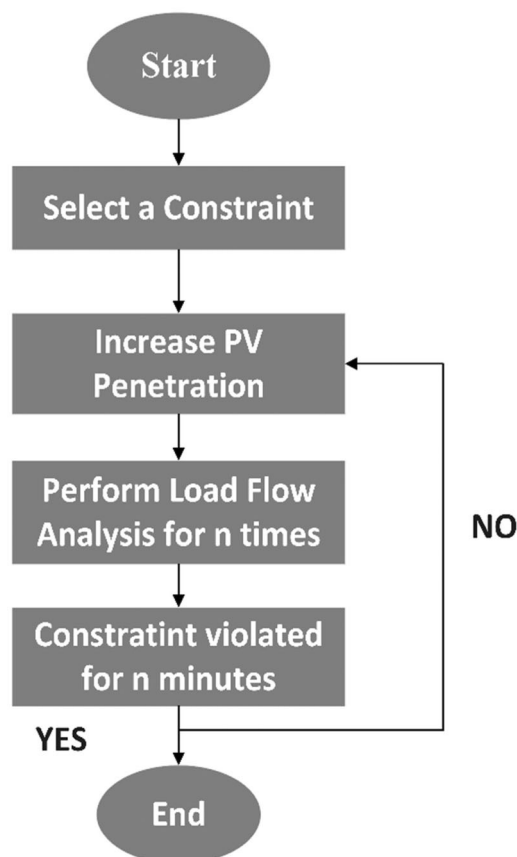 Start
Select a Constraint
Increase PV
Penetration
Perform Load Flow
Analysis for n times
NO
Constratint violated
for n minutes
YES
End